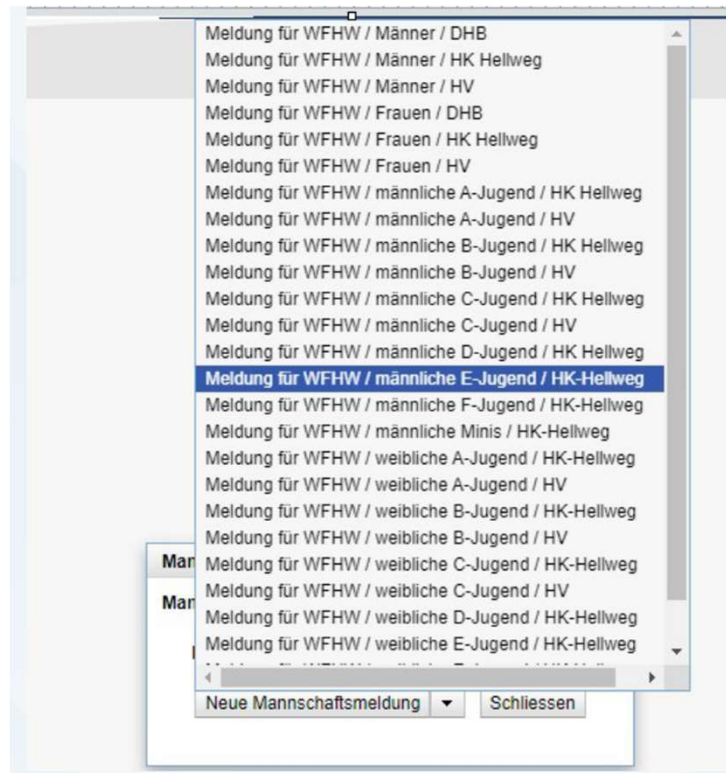 Meldung für WFHW / Männer / DHB
Meldung für WFHW / Männer / HK Hellweg
Meldung für WFHW / Männer / HV
Meldung für WFHW / Frauen / DHB
Meldung für WFHW / Frauen / HK Hellweg
Meldung für WFHW / Frauen / HV
Meldung für WFHW / männliche A-Jugend / HK Hellweg
Meldung für WFHW / männliche A-Jugend / HV
Meldung für WFHW / männliche B-Jugend / HK Hellweg
Meldung für WFHW / männliche B-Jugend / HV
Meldung für WFHW / männliche C-Jugend / HK Hellweg
Meldung für WFHW / männliche C-Jugend / HV
Meldung für WFHW / männliche D-Jugend / HK Hellweg
Meldung für WFHW / männliche E-Jugend / HK-Hellweg
Meldung für WFHW / männliche F-Jugend / HK-Hellweg
Meldung für WFHW / männliche Minis / HK-Hellweg
Meldung für WFHW / weibliche A-Jugend / HK-Hellweg
Meldung für WFHW / weibliche A-Jugend / HV
Meldung für WFHW / weibliche B-Jugend / HK-Hellweg
Meldung für WFHW / weibliche B-Jugend / HV
Man
Meldung für WFHW / weibliche C-Jugend / HK-Hellweg
Meldung für WFHW / weibliche C-Jugend / HV
Man
Meldung für WFHW / weibliche D-Jugend / HK-Hellweg
Meldung für WFHW / weibliche E-Jugend / HK-Hellweg
Neue Mannschaftsmeldung Schliessen